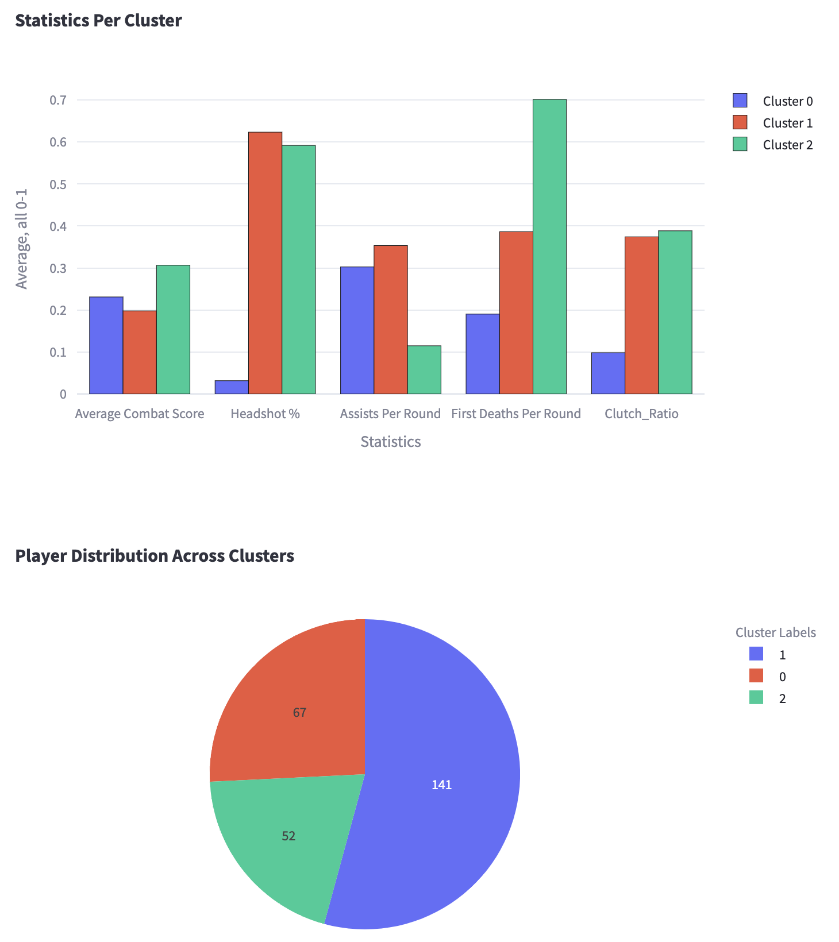 Statistics Per Cluster
0.7
0.6
0.5
0.4
0.3
0.2
0.1
0
Average, all 0-1
Average Combat Score
Headshot %
Assists Per Round
First Deaths Per Round
Clutch_Ratio
Statistics
Cluster 0
Cluster 1
Cluster 2
Player Distribution Across Clusters
67
141
52
Cluster Labels
1
0
2